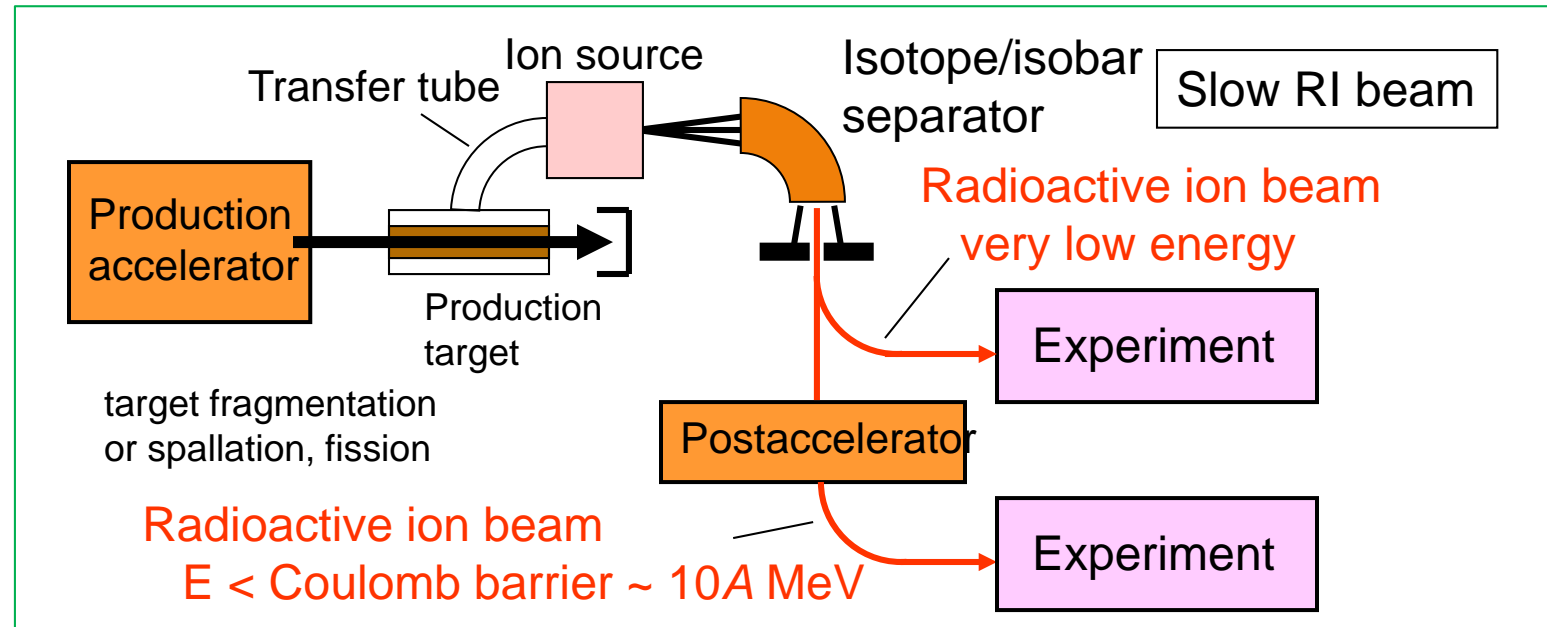 Ion source
Transfer tube
Isotope/isobar
separator
Slow RI beam
Production
accelerator
Radioactive ion beam
very low energy
Production
target
Experiment
target fragmentation
or spallation, fission
Postaccelerator
Radioactive ion beam
E < Coulomb barrier ~ 10A MeV
Experiment